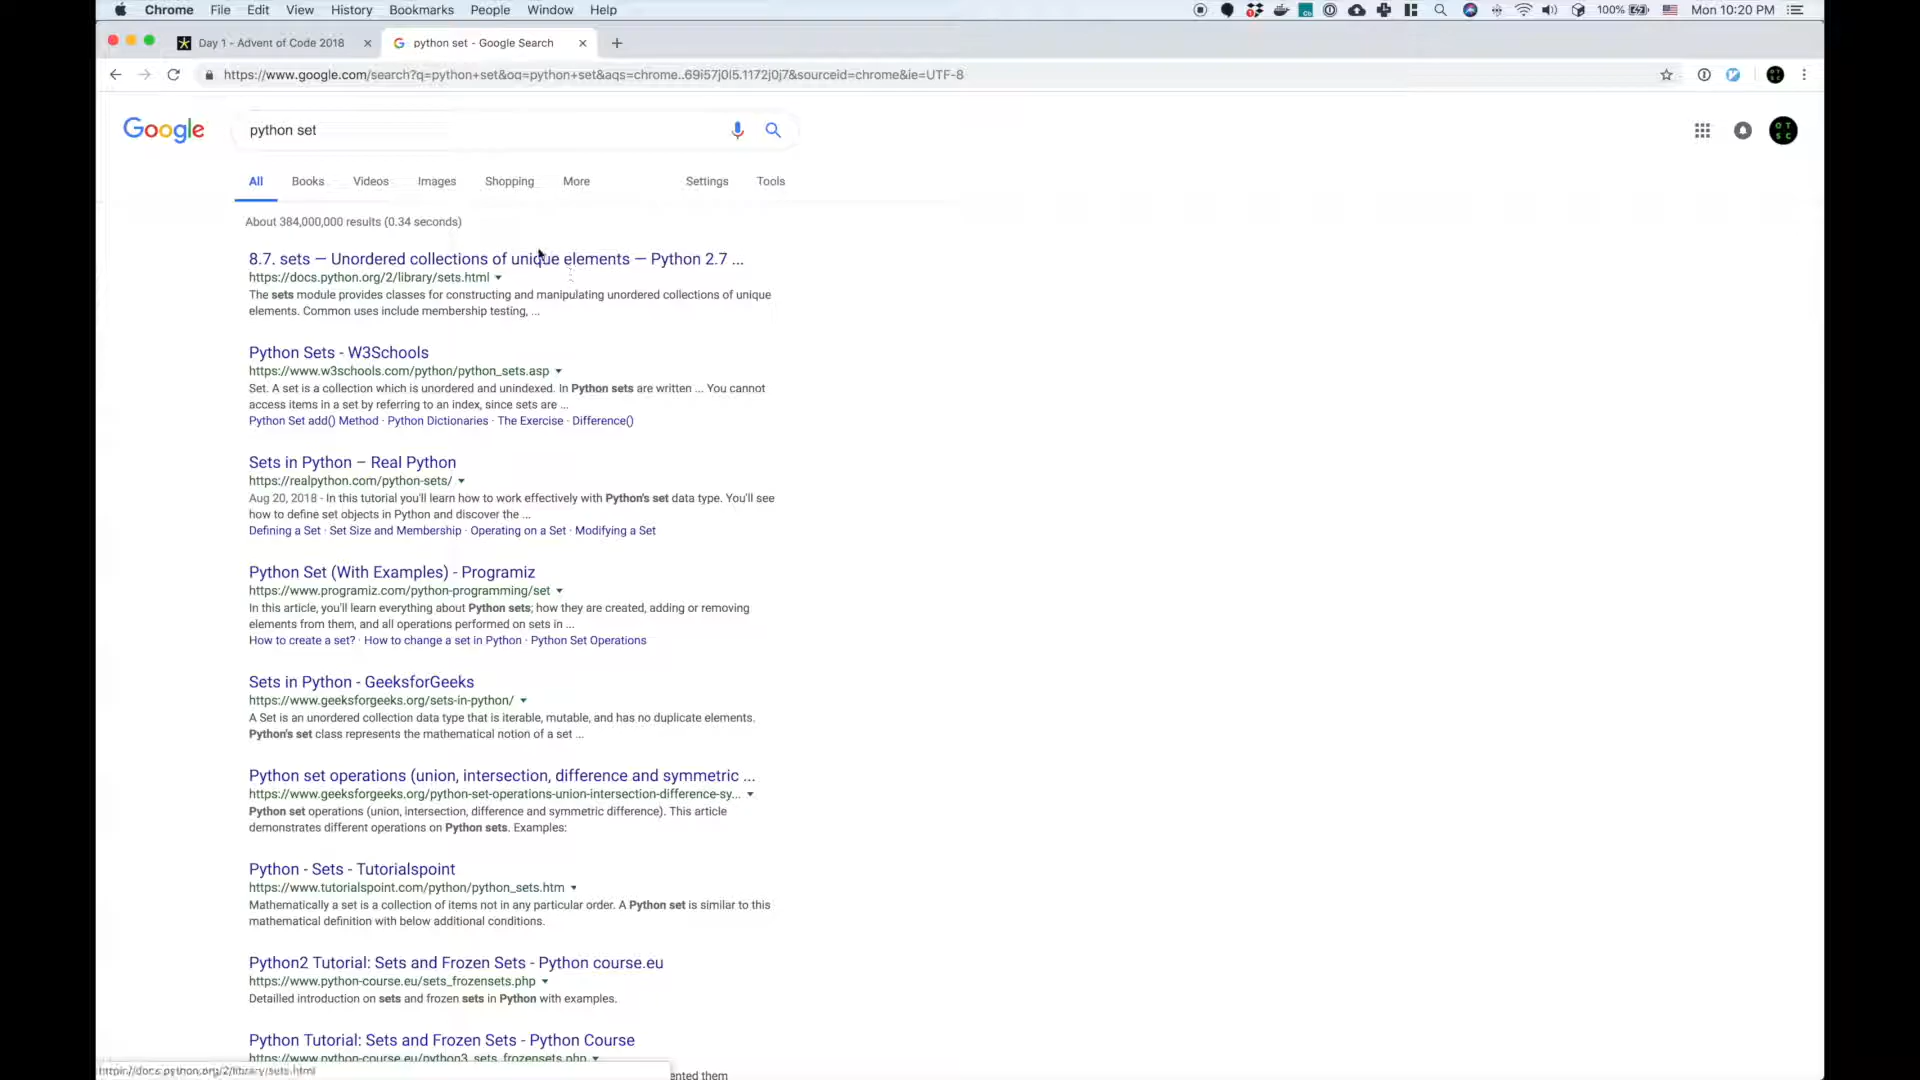 Chrome File Edit View History Bookmarks People Window Help 100% Mon 10:20 PM
Day 1 - Advent of Code 2018 python set - Google Search
https://www.google.com/search?q=python+set&oq=python+set&aqs=chrome..69i57j0l5.1172j0j7&sourceid=chrome&ie=UTF-8
Google python set
All Books Videos Images Shopping More Settings Tools
About 384,000,000 results (0.34 seconds)
8.7. sets — Unordered collections of unique elements — Python 2.7 ...
https://docs.python.org/2/library/sets.html
The sets module provides classes for constructing and manipulating unordered collections of unique
elements. Common uses include membership testing, ...
Python Sets - W3Schools
https://www.w3schools.com/python/python_sets.asp
Set. A set is a collection which is unordered and unindexed. In Python sets are written ... You cannot
access items in a set by referring to an index, since sets are ...
Python Set add() Method · Python Dictionaries · The Exercise · Difference()
Sets in Python – Real Python
https://realpython.com/python-sets/
Aug 20, 2018 - In this tutorial you'll learn how to work effectively with Python's set data type. You'll see
how to define set objects in Python and discover the ...
Defining a Set · Set Size and Membership · Operating on a Set · Modifying a Set
Python Set (With Examples) - Programiz
https://www.programiz.com/python-programming/set
In this article, you'll learn everything about Python sets; how they are created, adding or removing
elements from them, and all operations performed on sets in ...
How to create a set? · How to change a set in Python · Python Set Operations
Sets in Python - GeeksforGeeks
https://www.geeksforgeeks.org/sets-in-python/
A Set is an unordered collection data type that is iterable, mutable, and has no duplicate elements.
Python's set class represents the mathematical notion of a set ...
Python set operations (union, intersection, difference and symmetric ...
https://www.geeksforgeeks.org/python-set-operations-union-intersection-difference-sy...
Python set operations (union, intersection, difference and symmetric difference). This article
demonstrates different operations on Python sets. Examples:
Python - Sets - Tutorialspoint
https://www.tutorialspoint.com/python/python_sets.htm
Mathematically a set is a collection of items not in any particular order. A Python set is similar to this
mathematical definition with below additional conditions.
Python2 Tutorial: Sets and Frozen Sets - Python course.eu
https://www.python-course.eu/sets_frozensets.php
Detailled introduction on sets and frozen sets in Python with examples.
Python Tutorial: Sets and Frozen Sets - Python Course
https://www.python-course.eu/python3_sets_frozensets.php
https://docs.python.org/2/library/sets.html
ented them